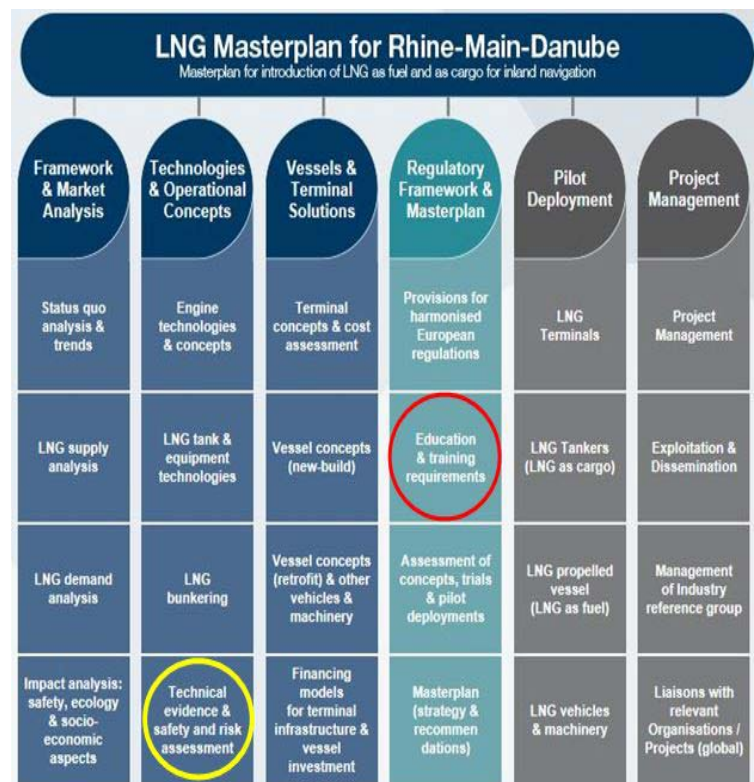 LNG Masterplan for Rhine-Main-Danube
Masterplan for introduction of LNG as fuel and as cargo for inland navigation
Framework
& Market
Analysis
Technologies
& Operational
Concepts
Vessels &
Terminal
Solutions
Regulatory
Framework &
Masterplan
Pilot
Deployment
Project
Management
Status quo
analysis &
trends
Engine
technologies
& concepts
Terminal
concepts & cost
assessment
Provisions for
harmonised
European
regulations
LNG
Terminals
Project
Management
LNG supply
analysis
LNG tank &
equipment
technologies
Vessel concepts
(new-build)
Education
& training
requirements
LNG Tankers
(LNG as cargo)
Exploitation &
Dissemination
LNG demand
analysis
LNG
bunkering
Vessel concepts
(retrofit) & other
vehicles &
machinery
Assessment of
concepts, trials
& pilot
deployments
LNG propelled
vessel
(LNG as fuel)
Management
of Industry
reference group
Impact analysis:
safety, ecology
& socio-
economic
aspects
Technical
evidence &
safety and risk
assessment
Financing
models
for terminal
infrastructure &
vessel
investment
Masterplan
(strategy &
recommen
dations)
LNG vehicles
& machinery
Liaisons with
relevant
Organisations /
Projects (global)